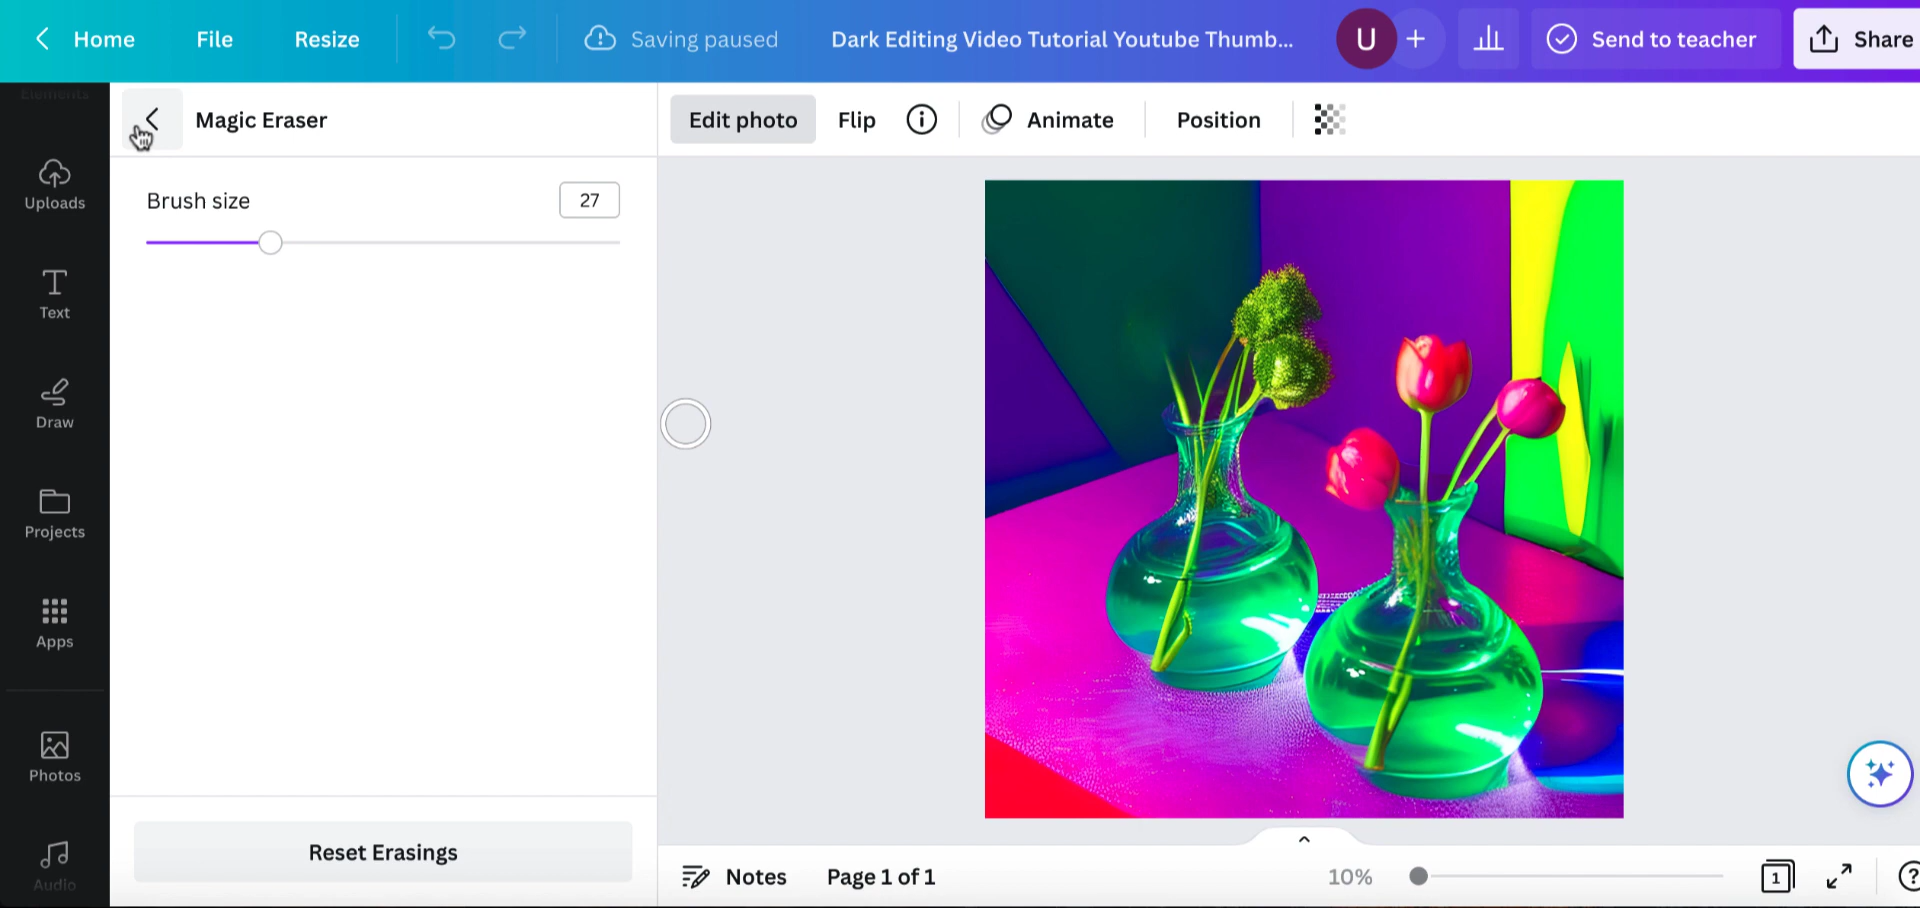 Home File Resize Saving paused Dark Editing Video Tutorial Youtube Thumb... U + Send to teacher Share
Elements
Magic Eraser
Edit photo Flip Animate Position
Uploads
Brush size 27
Text
Draw
Projects
Apps
Photos
Audio
Reset Erasings
Notes Page 1 of 1 10% 1 ?